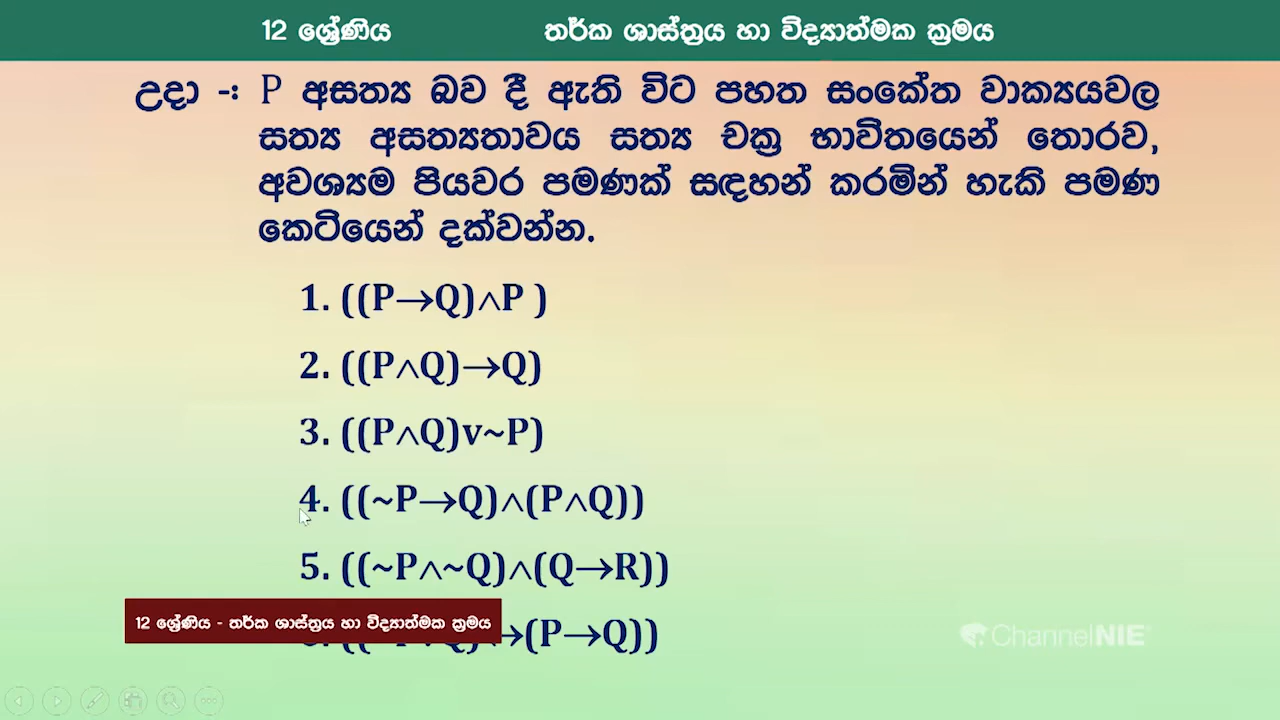 12 ශ්‍රේණිය තර්ක ශාස්ත්‍රය හා විද්‍යාත්මක ක්‍රමය
උදා -: P අසත්‍ය බව දී ඇති විට පහත සංකේත වාක්‍යයවල
සත්‍ය අසත්‍යතාවය සත්‍ය චක්‍ර භාවිතයෙන් තොරව,
අවශ්‍යම පියවර පමණක් සඳහන් කරමින් හැකි පමණ
කෙටියෙන් දක්වන්න.
1. ((P→Q)∧P )
2. ((P∧Q)→Q)
3. ((P∧Q)v~P)
4. ((~P→Q)∧(P∧Q))
5. ((~P∧~Q)∧(Q→R))
(P→Q))
12 ශ්‍රේණිය - තර්ක ශාස්ත්‍රය හා විද්‍යාත්මක ක්‍රමය
ChannelNIE